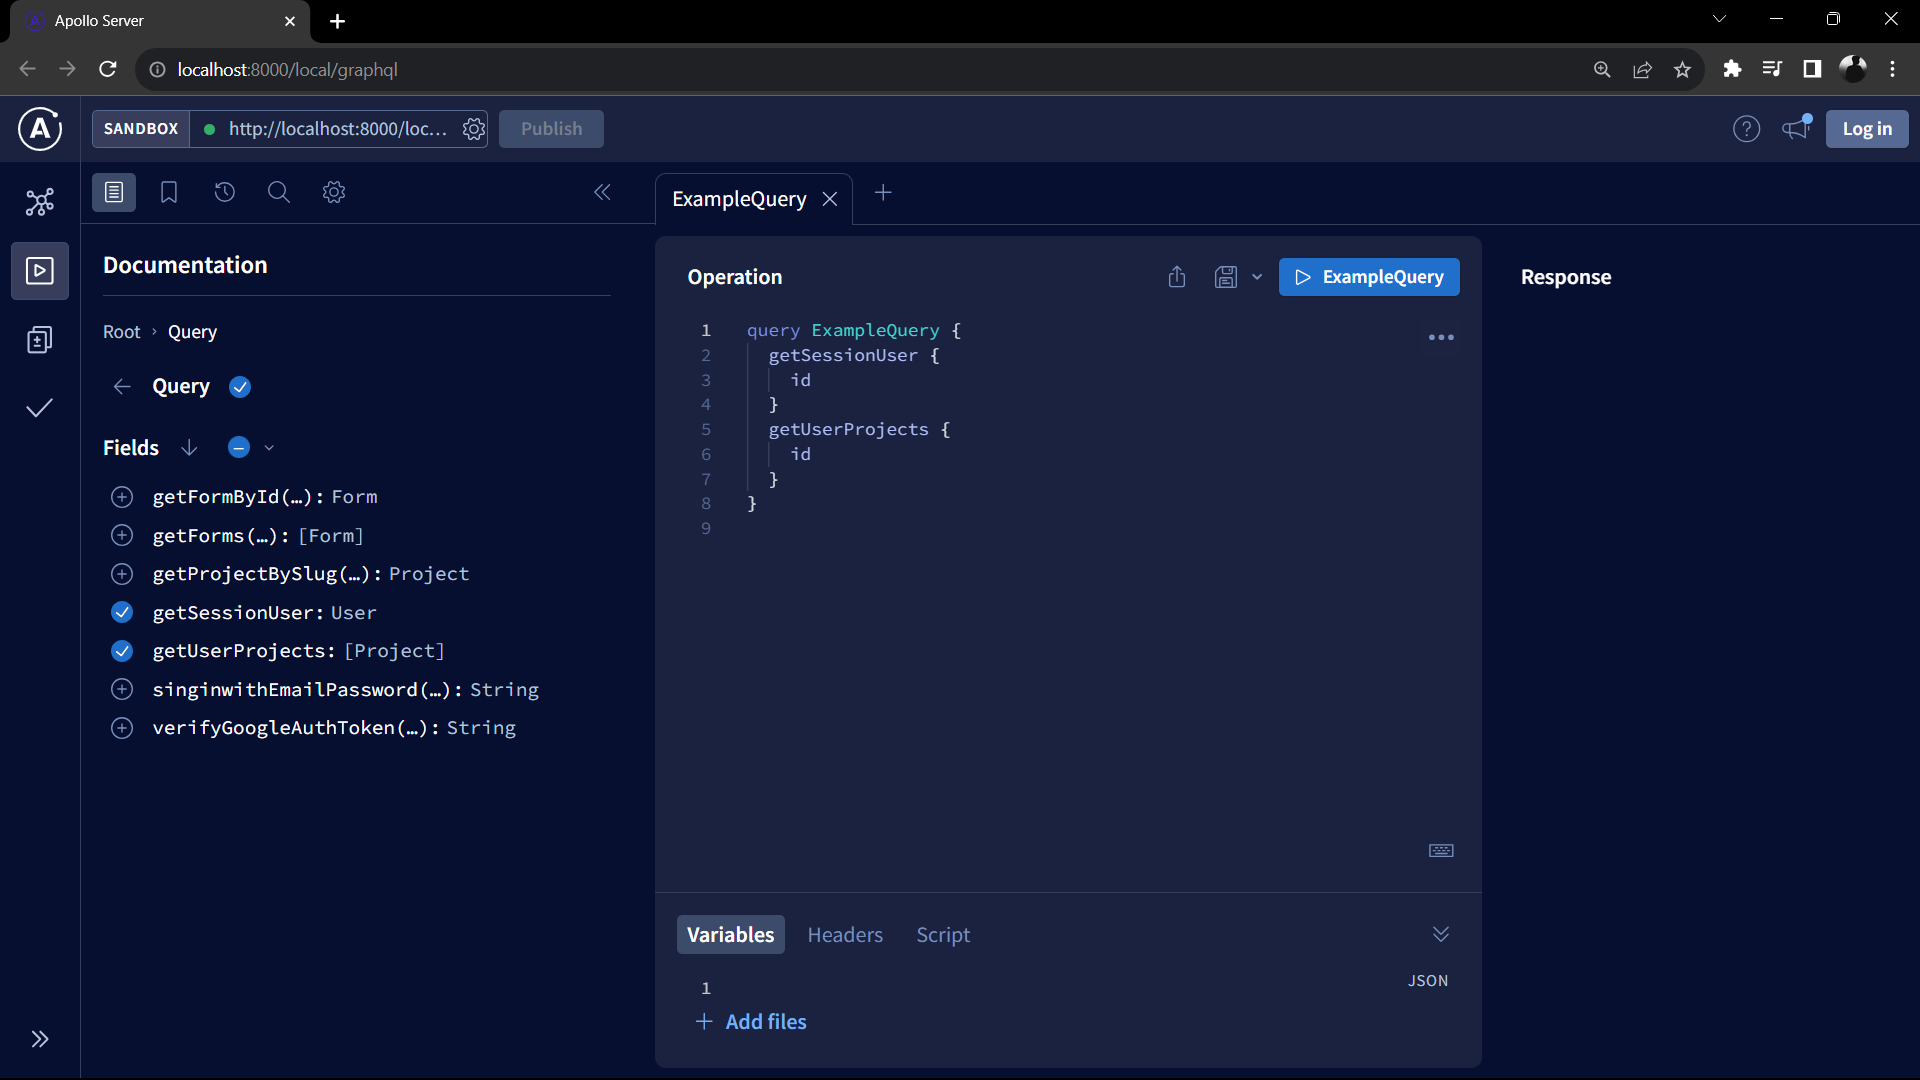 Apollo Server
localhost:8000/local/graphql
SANDBOX
http://localhost:8000/loc...
Publish
Log in
Documentation
Root › Query
Query
Fields
getFormById(…): Form
getForms(…): [Form]
getProjectBySlug(…): Project
getSessionUser: User
getUserProjects: [Project]
singinwithEmailPassword(…): String
verifyGoogleAuthToken(…): String
ExampleQuery
Operation
ExampleQuery
1 query ExampleQuery {
2 getSessionUser {
3 id
4 }
5 getUserProjects {
6 id
7 }
8 }
9
Variables Headers Script
JSON
1
+ Add files
Response